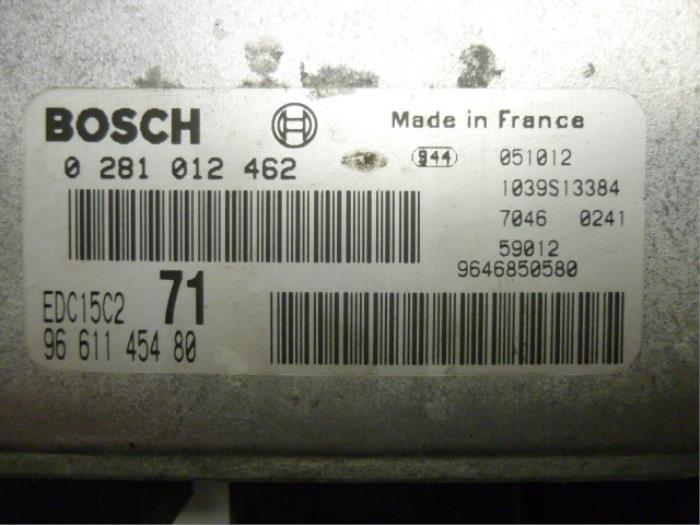 BOSCH
Made in France
0 281 012 462
944 051012
1039S13384
7046 0241
59012
9646850580
EDC15C2 71
96 611 454 80